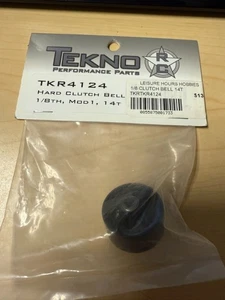 TEKNO RC
PERFORMANCE PARTS
TKR4124
HARD CLUTCH BELL
1/8TH, MOD1, 14T
LEISURE HOURS HOBBIES
1/8 CLUTCH BELL 14T
TKRTKR4124